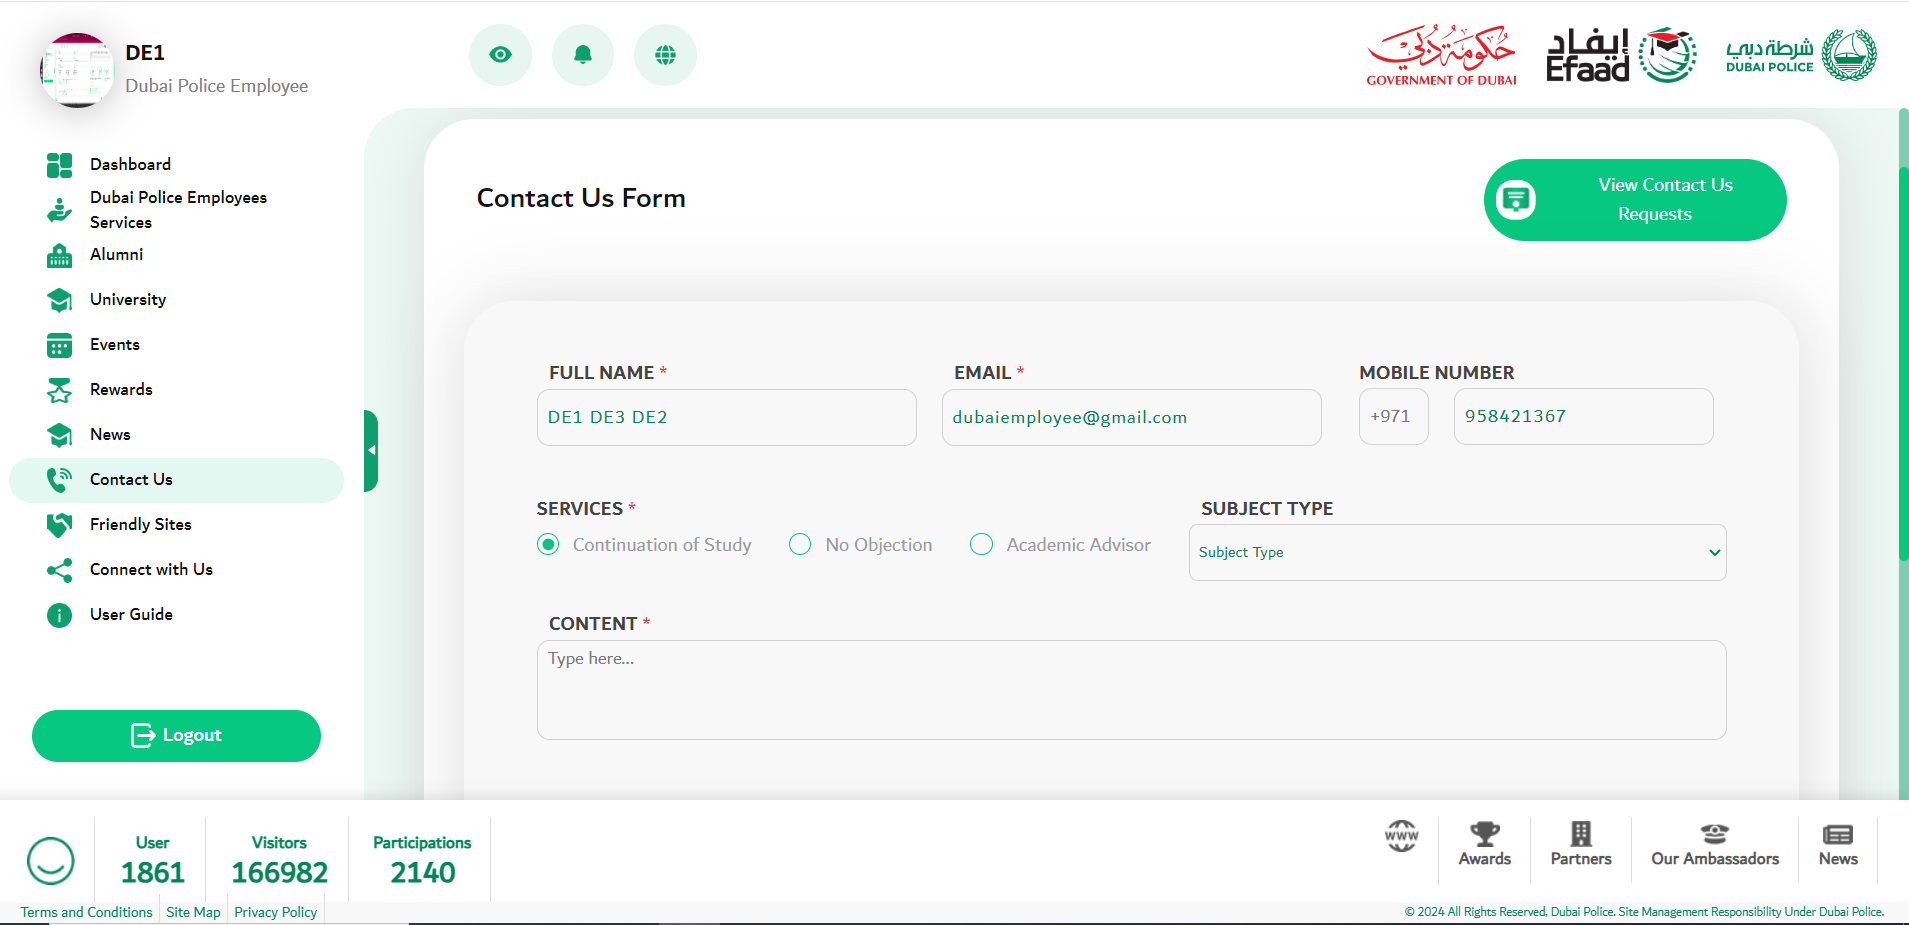 DE1
Dubai Police Employee
حكومة دبي
GOVERNMENT OF DUBAI
إيفاد
Efaad
شرطة دبي
DUBAI POLICE
Dashboard
Dubai Police Employees
Services
Alumni
University
Events
Rewards
News
Contact Us
Friendly Sites
Connect with Us
User Guide
Logout
Contact Us Form
View Contact Us
Requests
FULL NAME *
EMAIL *
MOBILE NUMBER
DE1 DE3 DE2
dubaiemployee@gmail.com
+971
958421367
SERVICES *
SUBJECT TYPE
Continuation of Study
No Objection
Academic Advisor
Subject Type
CONTENT *
Type here...
User
1861
Visitors
166982
Participations
2140
WWW
Awards
Partners
Our Ambassadors
News
Terms and Conditions
Site Map
Privacy Policy
© 2024 All Rights Reserved, Dubai Police. Site Management Responsibility Under Dubai Police.